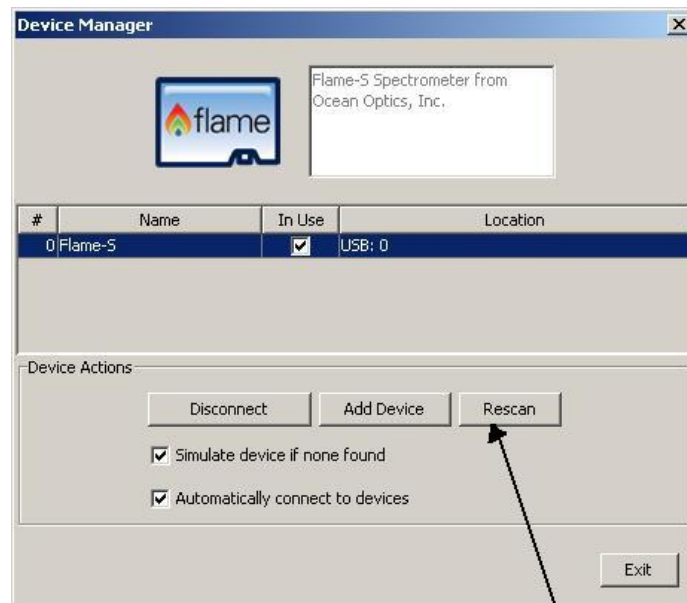 Device Manager
flame
Flame-S Spectrometer from
Ocean Optics, Inc.
# Name In Use Location
0 Flame-S USB: 0
Device Actions
Disconnect Add Device Rescan
Simulate device if none found
Automatically connect to devices
Exit